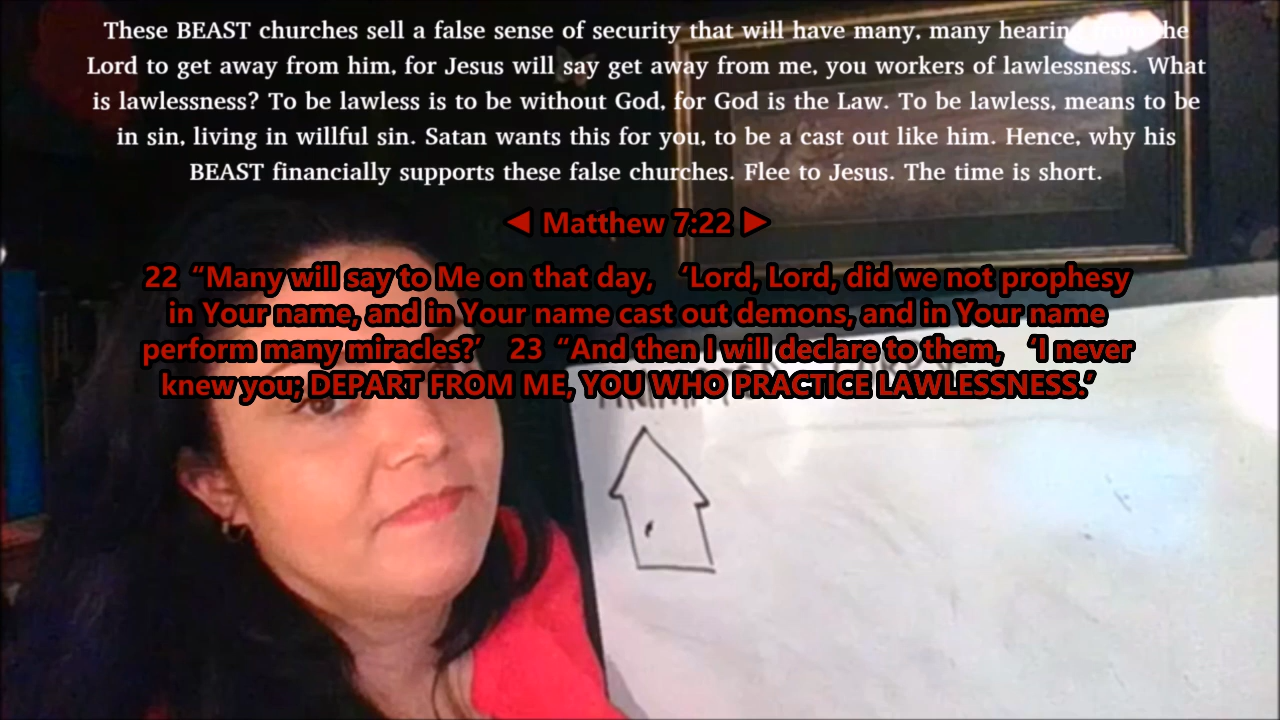 These BEAST churches sell a false sense of security that will have many, many hearing from the
Lord to get away from him, for Jesus will say get away from me, you workers of lawlessness. What
is lawlessness? To be lawless is to be without God, for God is the Law. To be lawless, means to be
in sin, living in willful sin. Satan wants this for you, to be a cast out like him. Hence, why his
BEAST financially supports these false churches. Flee to Jesus. The time is short.
◄ Matthew 7:22 ►
22 “Many will say to Me on that day, ‘Lord, Lord, did we not prophesy
in Your name, and in Your name cast out demons, and in Your name
perform many miracles?’ 23 “And then I will declare to them, ‘I never
knew you; DEPART FROM ME, YOU WHO PRACTICE LAWLESSNESS.’